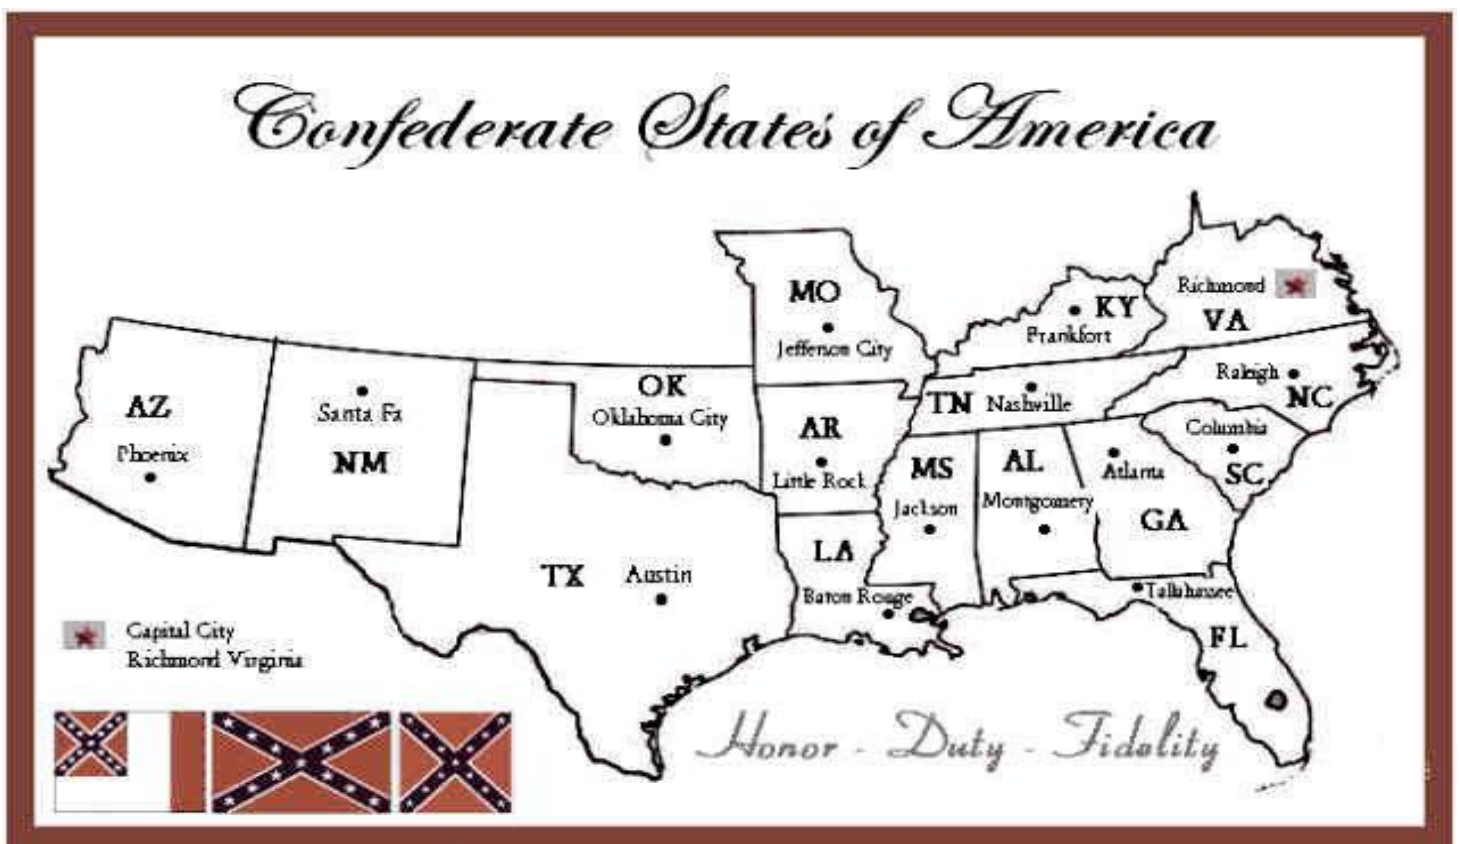 Confederate States of America
MO
Jefferson City
KY
Frankfort
Richmond
VA
AZ
Phoenix
Santa Fa
NM
OK
Oklahoma City
AR
Little Rock
TN Nashville
Raleigh
NC
Columbia
SC
MS
Jackson
AL
Montgomery
Atlanta
GA
TX Austin
LA
Baton Rouge
Tallahassee
FL
Capital City
Richmond Virginia
Honor - Duty - Fidelity